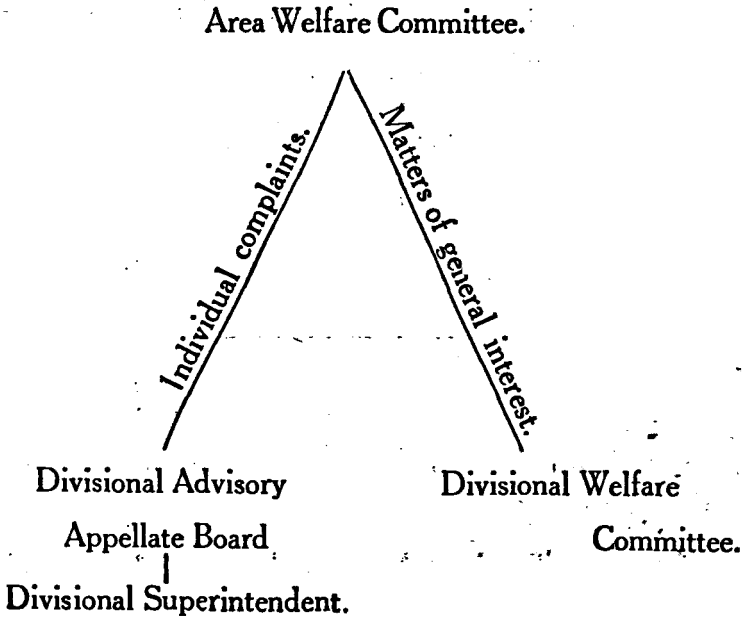 Area Welfare Committee.
Individual complaints.
Matters of general interest.
Divisional Advisory
Appellate Board
Divisional Superintendent.
Divisional Welfare
Committee.